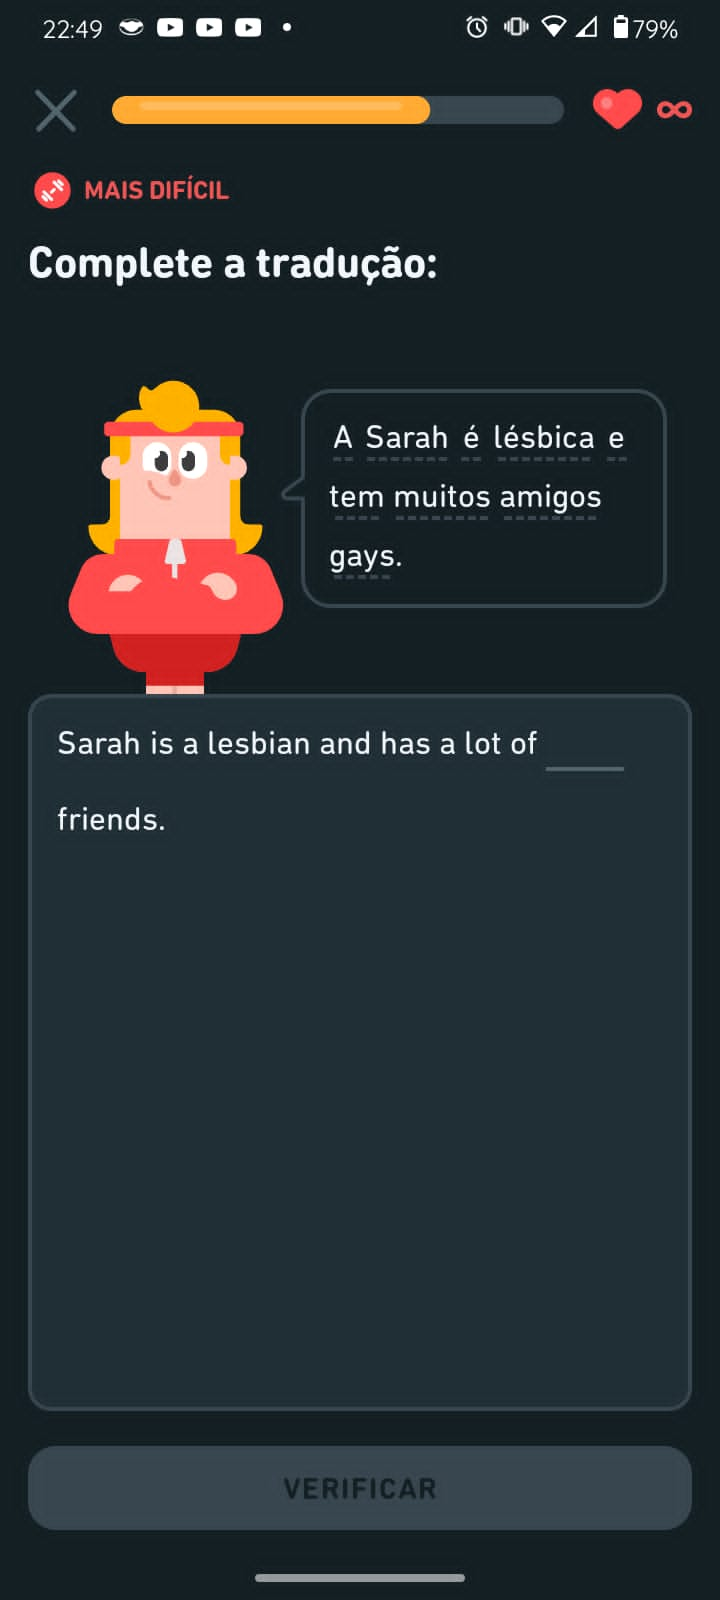 22:49
79%
MAIS DIFÍCIL
Complete a tradução:
A Sarah é lésbica e
tem muitos amigos
gays.
Sarah is a lesbian and has a lot of
friends.
VERIFICAR